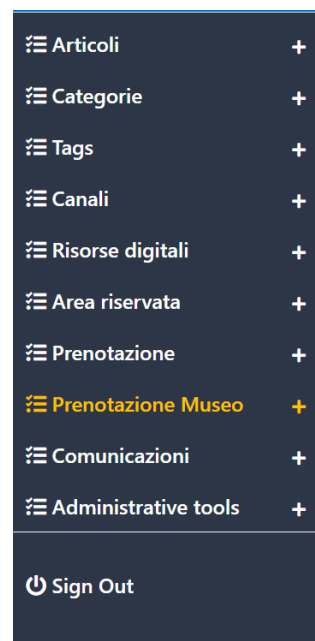 Articoli +
Categorie +
Tags +
Canali +
Risorse digitali +
Area riservata +
Prenotazione +
Prenotazione Museo +
Comunicazioni +
Administrative tools +
Sign Out